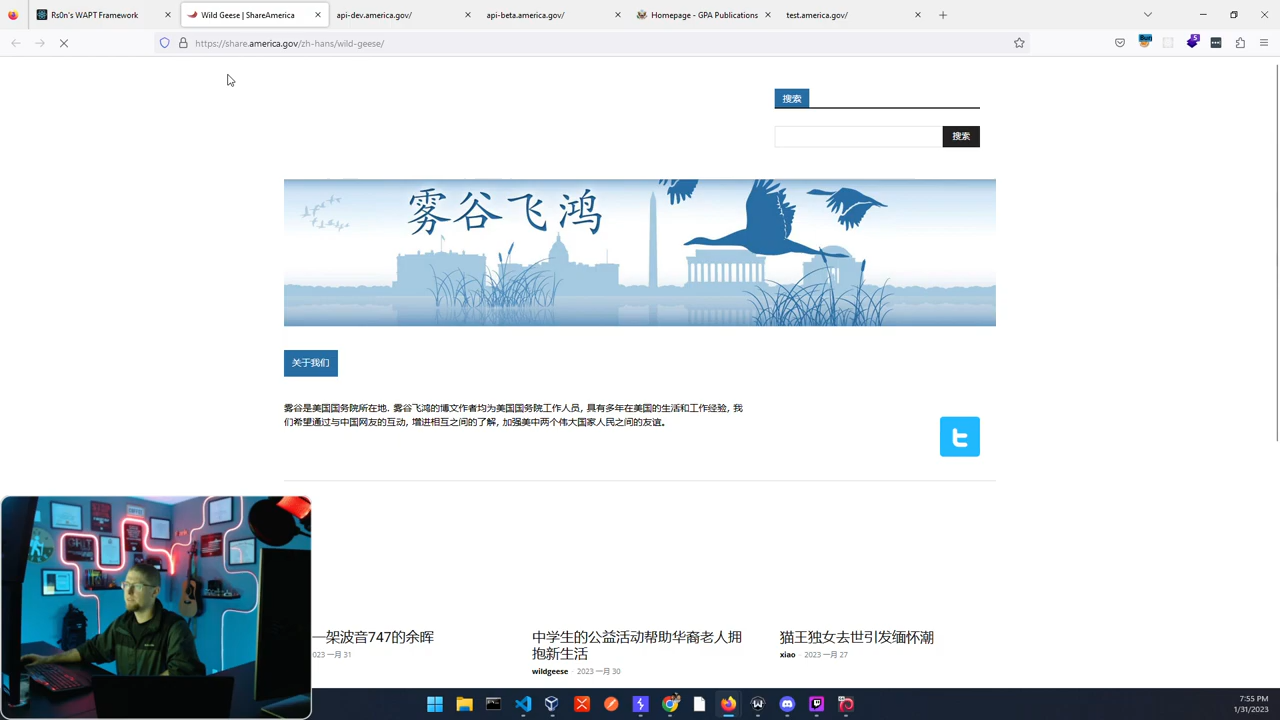 Rs0n's WAPT Framework
Wild Geese | ShareAmerica
api-dev.america.gov/
api-beta.america.gov/
Homepage - GPA Publications
test.america.gov/
https://share.america.gov/zh-hans/wild-geese/
搜索
搜索
雾谷飞鸿
关于我们
雾谷是美国国务院所在地. 雾谷飞鸿的博文作者均为美国国务院工作人员, 具有多年在美国的生活和工作经验, 我
们希望通过与中国网友的互动, 增进相互之间的了解, 加强美中两个伟大国家人民之间的友谊。
一架波音747的余晖
023 一月 31
中学生的公益活动帮助华裔老人拥
抱新生活
wildgeese - 2023 一月 30
猫王独女去世引发缅怀潮
xiao - 2023 一月 27
7:55 PM
1/31/2023